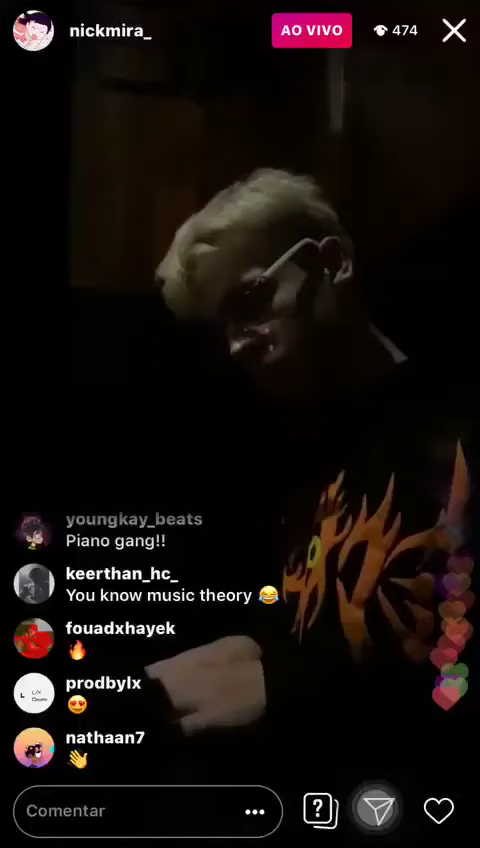 nickmira_
AO VIVO
474
youngkay_beats
Piano gang!!
keerthan_hc_
You know music theory 😂
fouadxhayek
🔥
prodbylx
😍
nathaan7
👋
Comentar